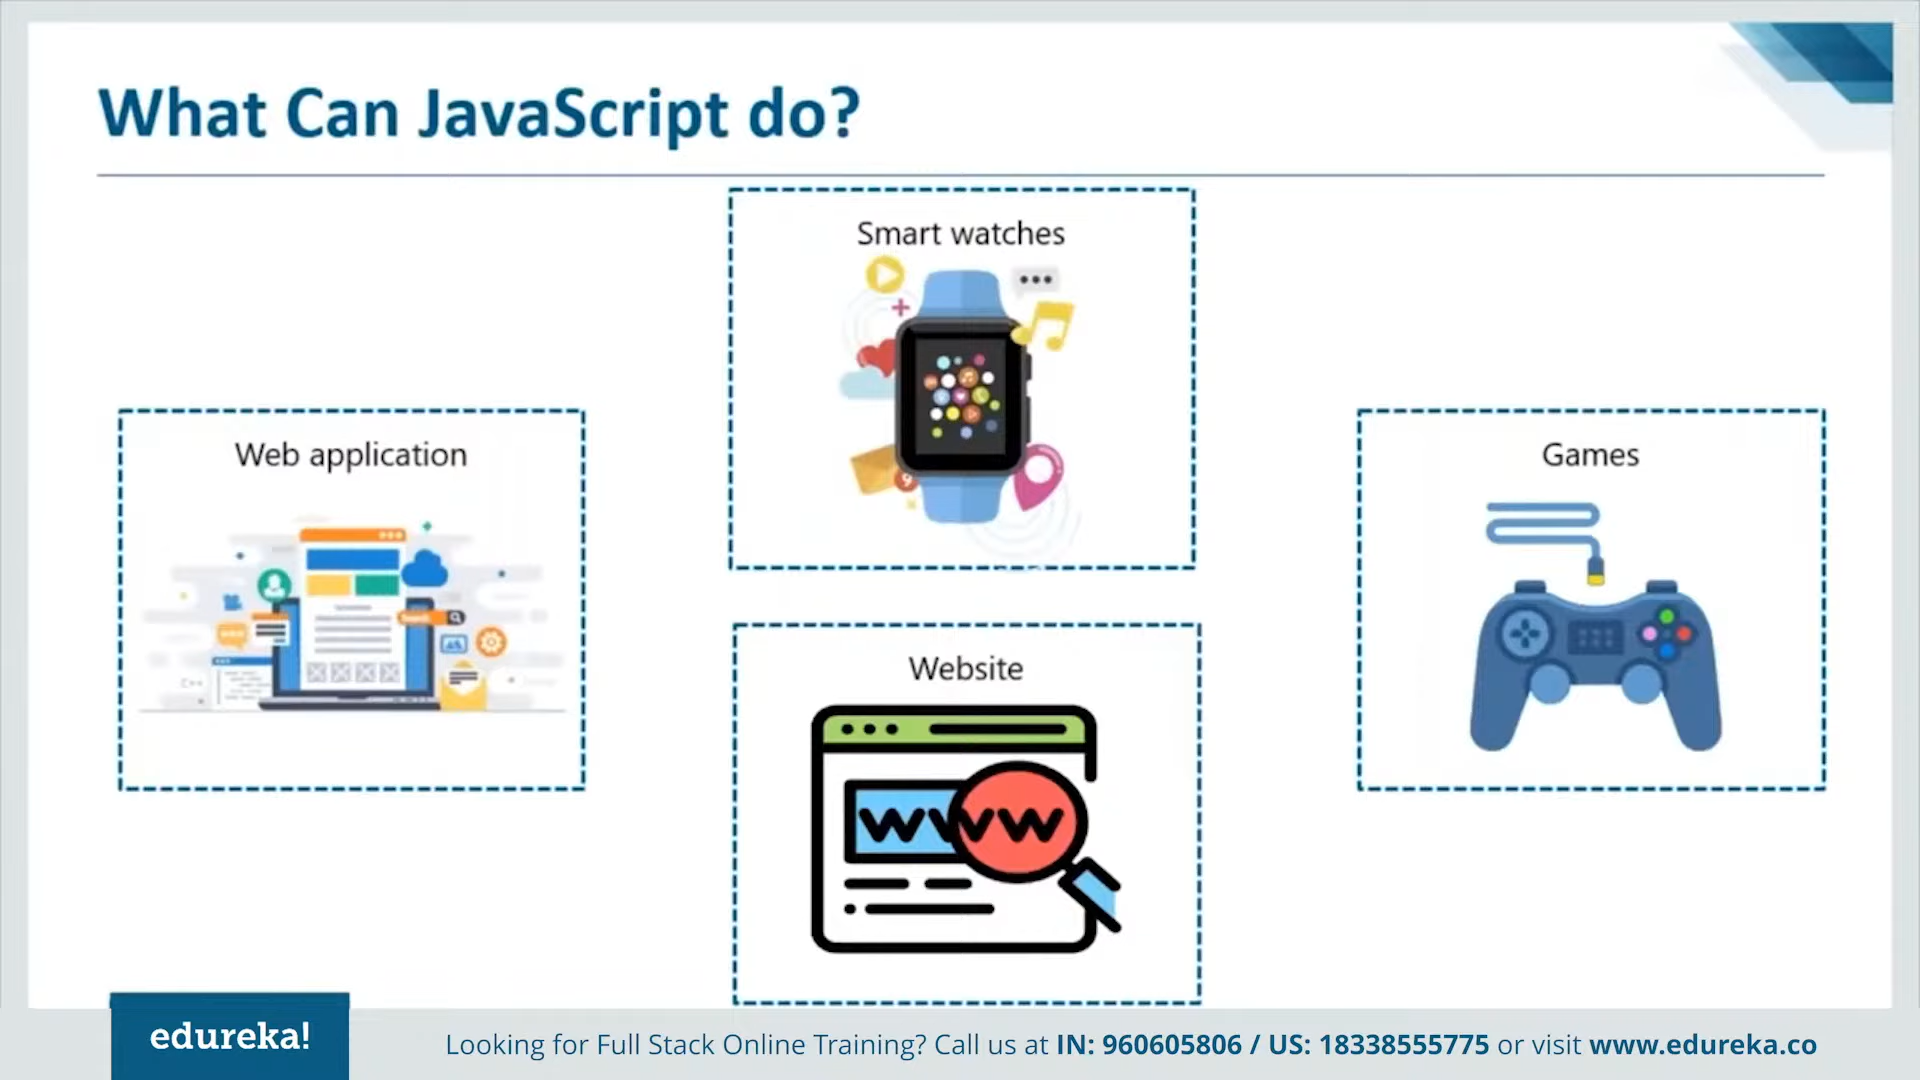 What Can JavaScript do?
Smart watches
Web application
Games
Website
www
edureka!
Looking for Full Stack Online Training? Call us at IN: 960605806 / US: 18338555775 or visit www.edureka.co